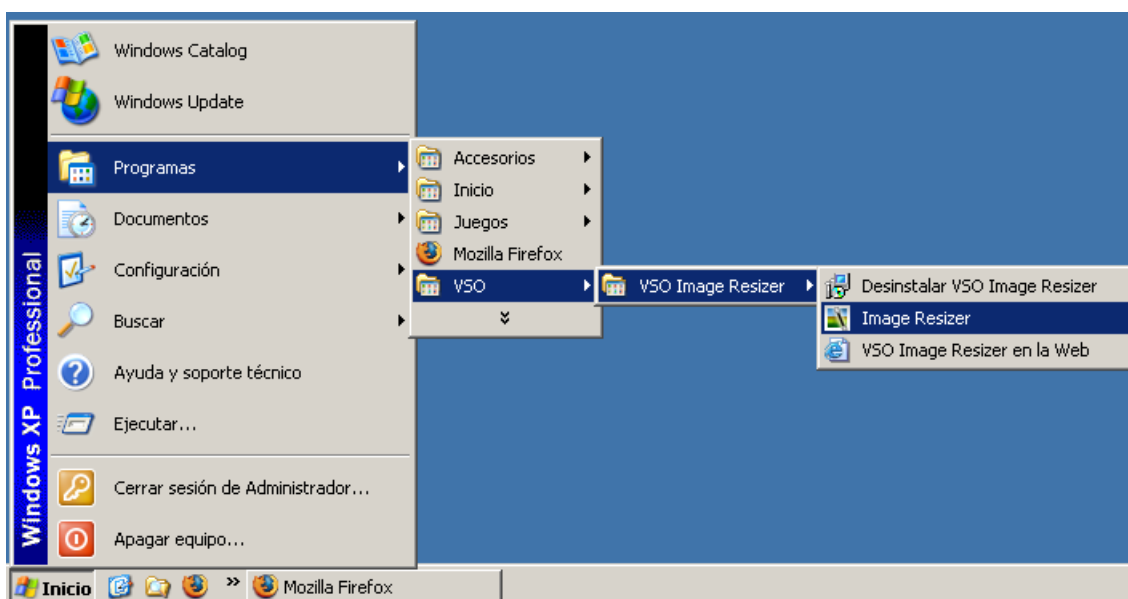 Windows XP Professional
Windows Catalog
Windows Update
Programas
Documentos
Configuración
Buscar
Ayuda y soporte técnico
Ejecutar...
Cerrar sesión de Administrador...
Apagar equipo...
Accesorios
Inicio
Juegos
Mozilla Firefox
VSO
VSO Image Resizer
Desinstalar VSO Image Resizer
Image Resizer
VSO Image Resizer en la Web
Inicio
Mozilla Firefox